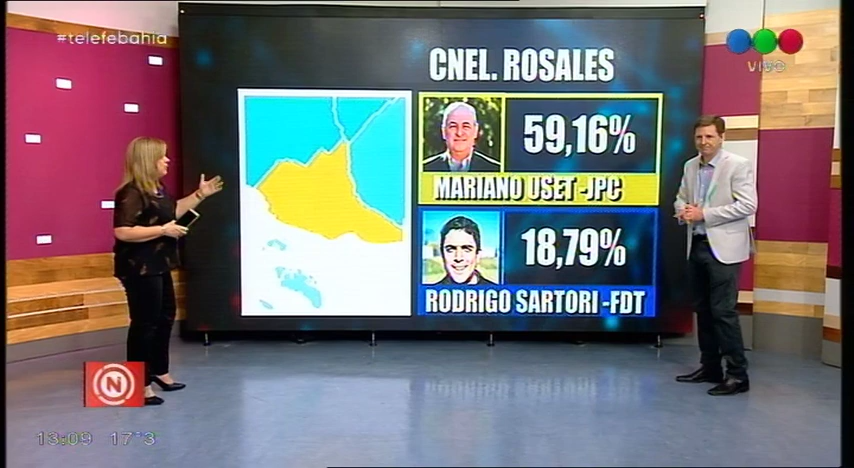 #telefebahia
VIVO
CNEL. ROSALES
59,16%
MARIANO USET -JPC
18,79%
RODRIGO SARTORI -FDT
N
13:09 17°3